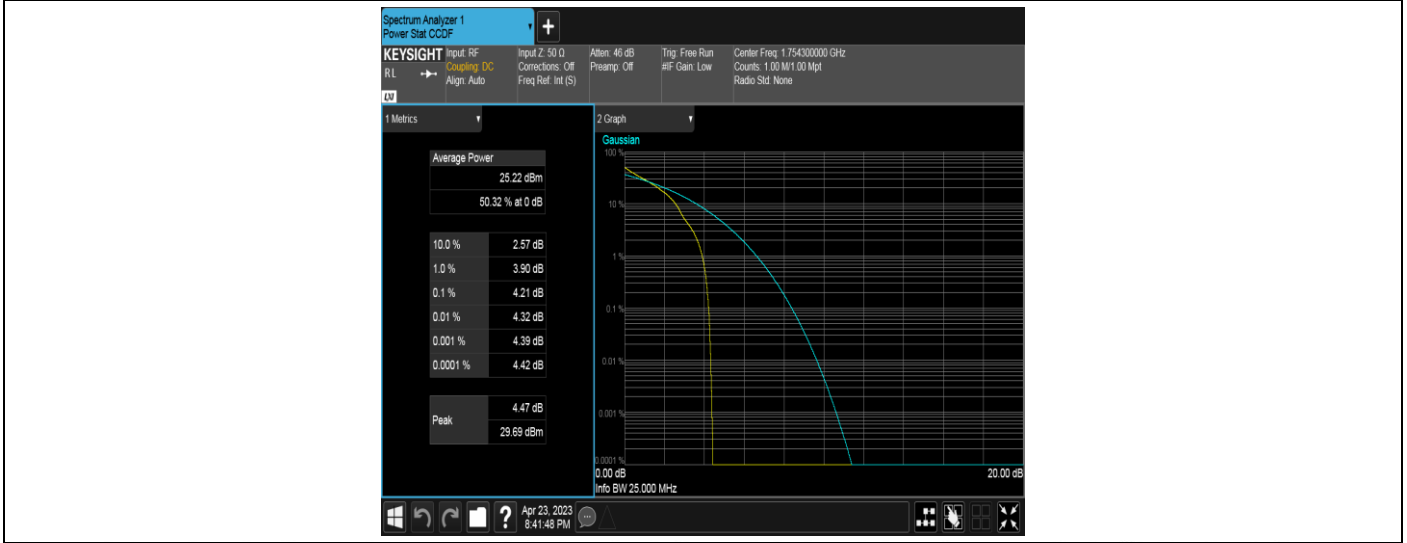 Spectrum Analyzer 1
Power Stat CCDF
+
KEYSIGHT
RL
LXI
Input: RF
Coupling: DC
Align: Auto
Input Z: 50 Ω
Corrections: Off
Freq Ref: Int (S)
Atten: 46 dB
Preamp: Off
Trig: Free Run
#IF Gain: Low
Center Freq: 1.754300000 GHz
Counts: 1.00 M/1.00 Mpt
Radio Std: None
1 Metrics
Average Power
25.22 dBm
50.32 % at 0 dB
10.0 % 2.57 dB
1.0 % 3.90 dB
0.1 % 4.21 dB
0.01 % 4.32 dB
0.001 % 4.39 dB
0.0001 % 4.42 dB
Peak
4.47 dB
29.69 dBm
2 Graph
Gaussian
100 %
10 %
1 %
0.1 %
0.01 %
0.001 %
0.0001 %
0.00 dB 20.00 dB
Info BW 25.000 MHz
?
Apr 23, 2023
8:41:48 PM